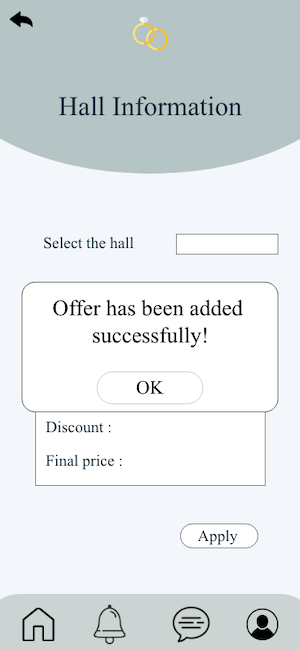 Hall Information
Select the hall
Offer has been added
successfully!
OK
Discount :
Final price :
Apply